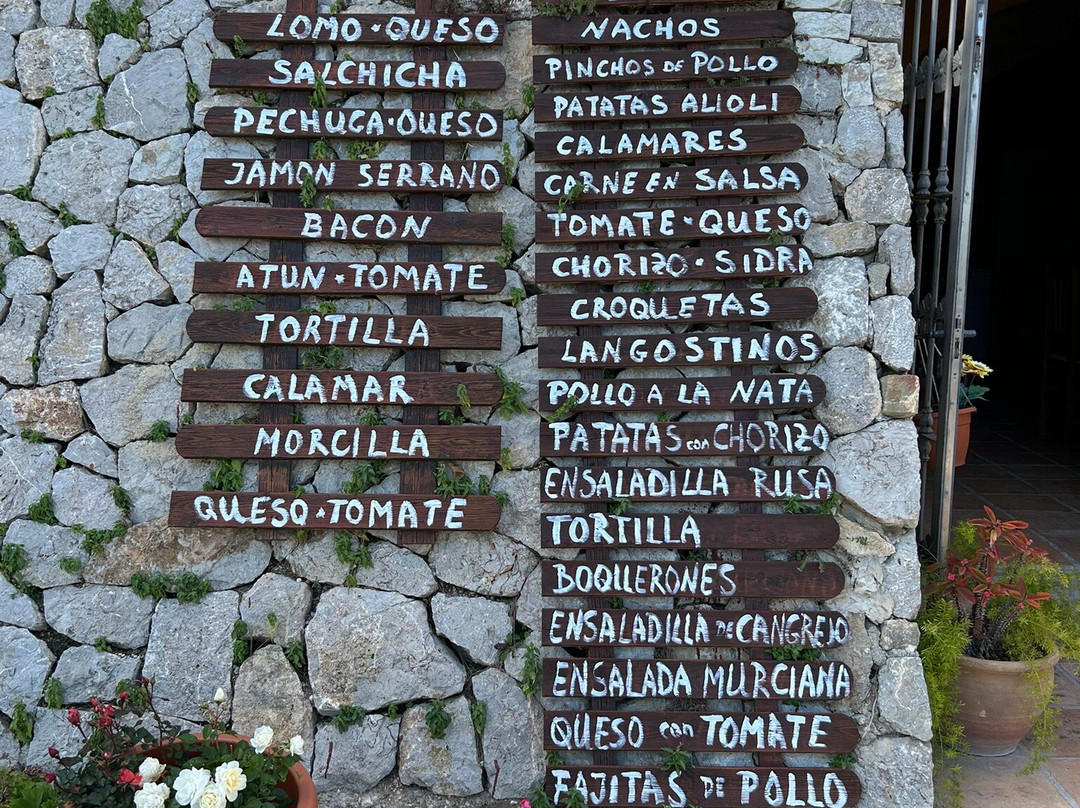 LOMO·QUESO
SALCHICHA
PECHUGA·QUESO
JAMON SERRANO
BACON
ATUN·TOMATE
TORTILLA
CALAMAR
MORCILLA
QUESO·TOMATE
NACHOS
PINCHOS DE POLLO
PATATAS ALIOLI
CALAMARES
CARNE EN SALSA
TOMATE·QUESO
CHORIZO·SIDRA
CROQUETAS
LANGOSTINOS
POLLO A LA NATA
PATATAS con CHORIZO
ENSALADILLA RUSA
TORTILLA
BOQUERONES
ENSALADILLA DE CANGREJO
ENSALADA MURCIANA
QUESO con TOMATE
FAJITAS DE POLLO